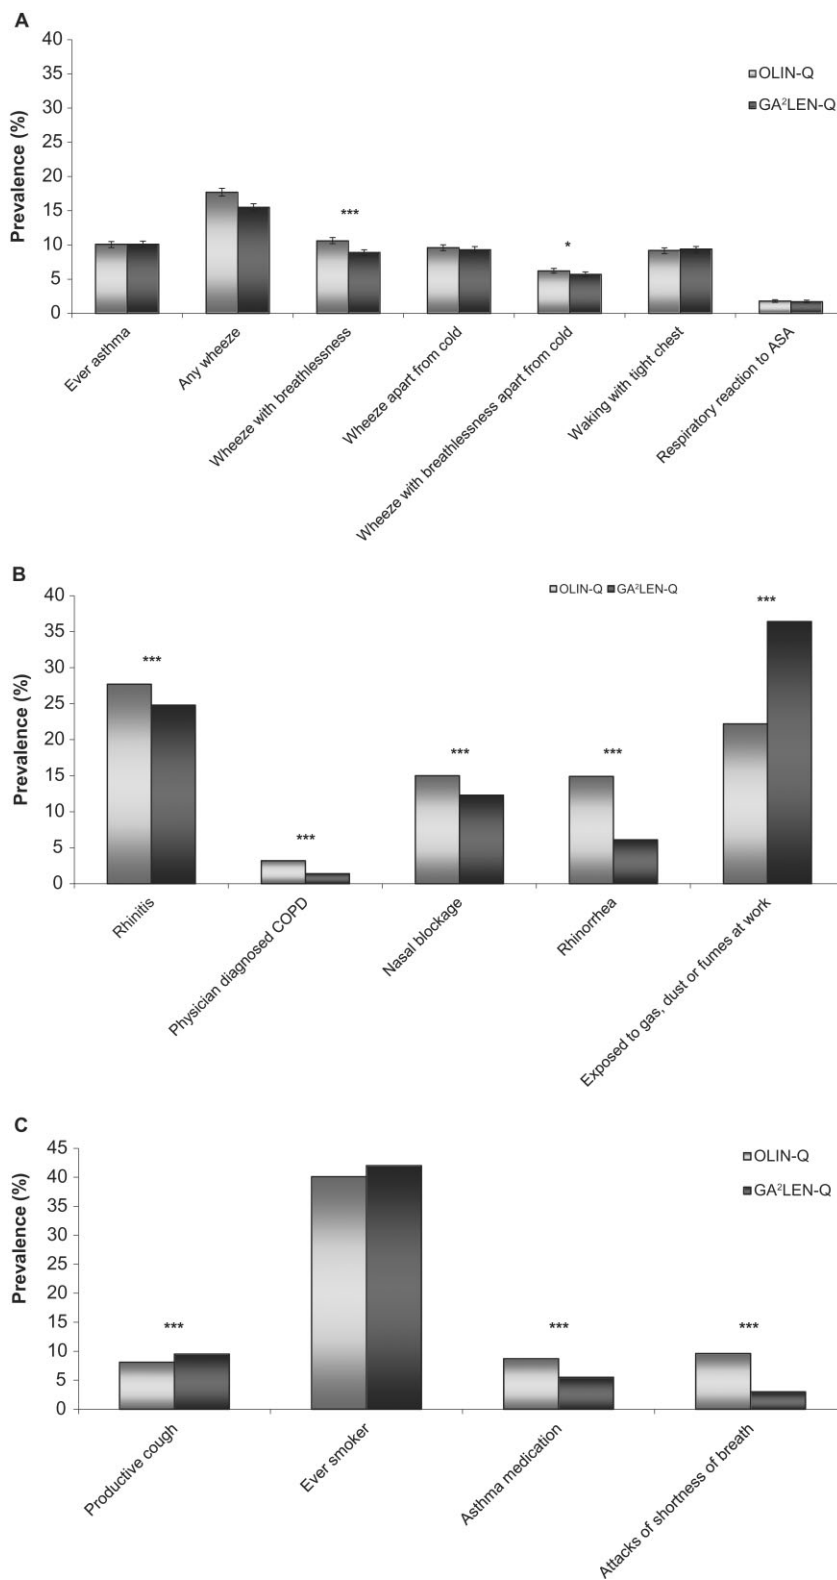 A
Prevalence (%)
40
35
30
25
20
15
10
5
0
OLIN-Q
GA²LEN-Q
***
*
Ever asthma
Any wheeze
Wheeze with breathlessness
Wheeze apart from cold
Wheeze with breathlessness apart from cold
Waking with tight chest
Respiratory reaction to ASA
B
Prevalence (%)
40
35
30
25
20
15
10
5
0
OLIN-Q GA²LEN-Q
***
***
***
***
***
Rhinitis
Physician diagnosed COPD
Nasal blockage
Rhinorrhea
Exposed to gas, dust or fumes at work
C
Prevalence (%)
45
40
35
30
25
20
15
10
5
0
OLIN-Q
GA²LEN-Q
***
***
***
Productive cough
Ever smoker
Asthma medication
Attacks of shortness of breath